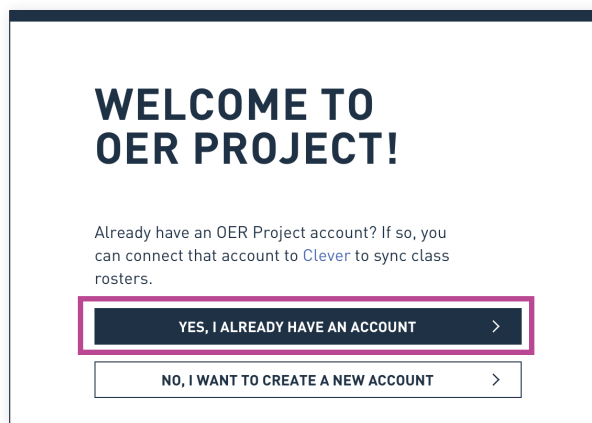 WELCOME TO
OER PROJECT!
Already have an OER Project account? If so, you
can connect that account to Clever to sync class
rosters.
YES, I ALREADY HAVE AN ACCOUNT
NO, I WANT TO CREATE A NEW ACCOUNT